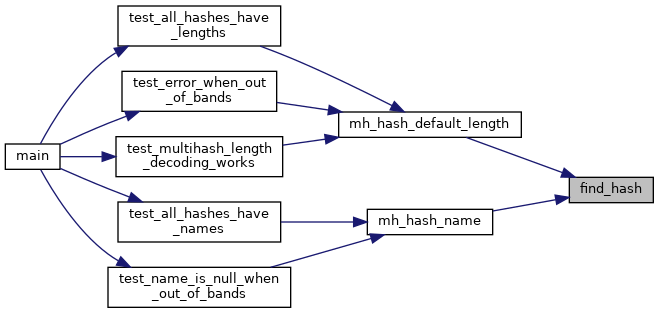 test_all_hashes_have
_lengths
test_error_when_out
_of_bands
mh_hash_default_length
main
test_multihash_length
_decoding_works
find_hash
test_all_hashes_have
_names
mh_hash_name
test_name_is_null_when
_out_of_bands